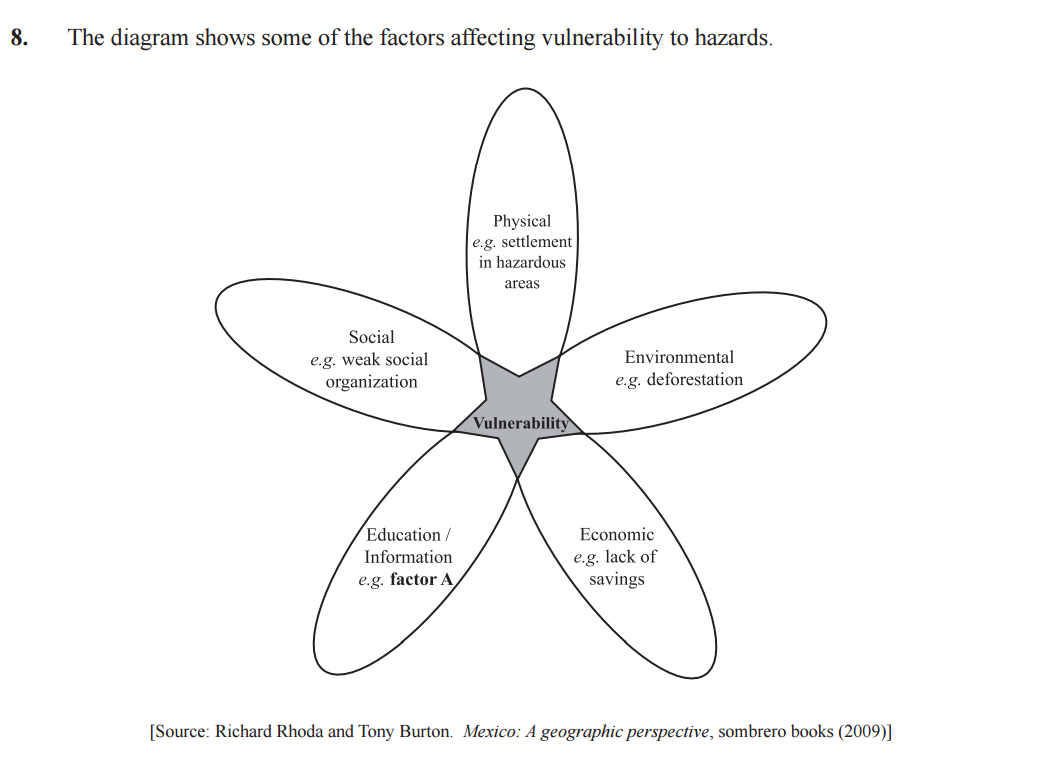 8. The diagram shows some of the factors affecting vulnerability to hazards.
Physical
e.g. settlement
in hazardous
areas
Social
e.g. weak social
organization
Environmental
e.g. deforestation
Vulnerability
Education /
Information
e.g. factor A
Economic
e.g. lack of
savings
[Source: Richard Rhoda and Tony Burton. Mexico: A geographic perspective, sombrero books (2009)]